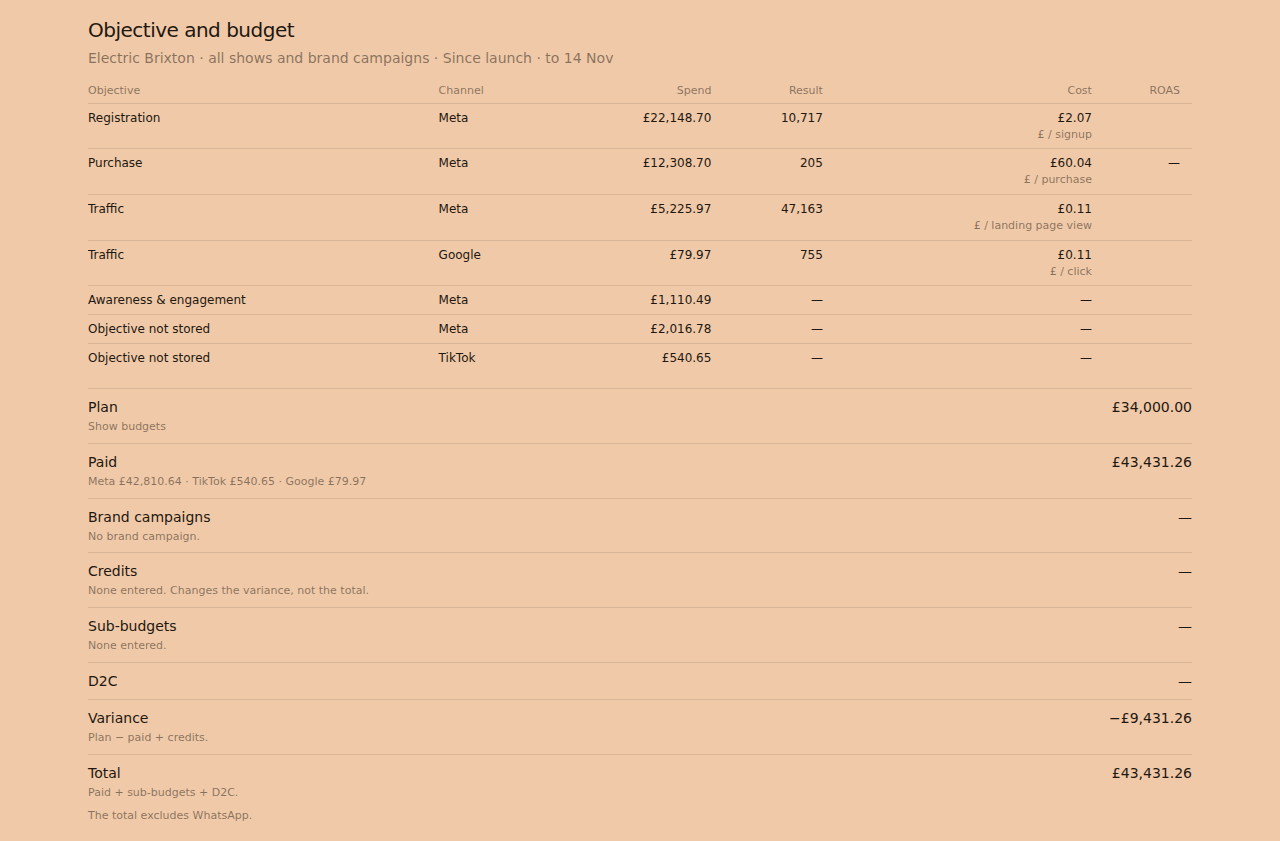 Objective and budget
Electric Brixton · all shows and brand campaigns · Since launch · to 14 Nov
Objective Channel Spend Result Cost ROAS
Registration Meta £22,148.70 10,717 £2.07
£ / signup
Purchase Meta £12,308.70 205 £60.04 —
£ / purchase
Traffic Meta £5,225.97 47,163 £0.11
£ / landing page view
Traffic Google £79.97 755 £0.11
£ / click
Awareness & engagement Meta £1,110.49 — —
Objective not stored Meta £2,016.78 — —
Objective not stored TikTok £540.65 — —
Plan £34,000.00
Show budgets
Paid £43,431.26
Meta £42,810.64 · TikTok £540.65 · Google £79.97
Brand campaigns —
No brand campaign.
Credits —
None entered. Changes the variance, not the total.
Sub-budgets —
None entered.
D2C —
Variance −£9,431.26
Plan − paid + credits.
Total £43,431.26
Paid + sub-budgets + D2C.
The total excludes WhatsApp.